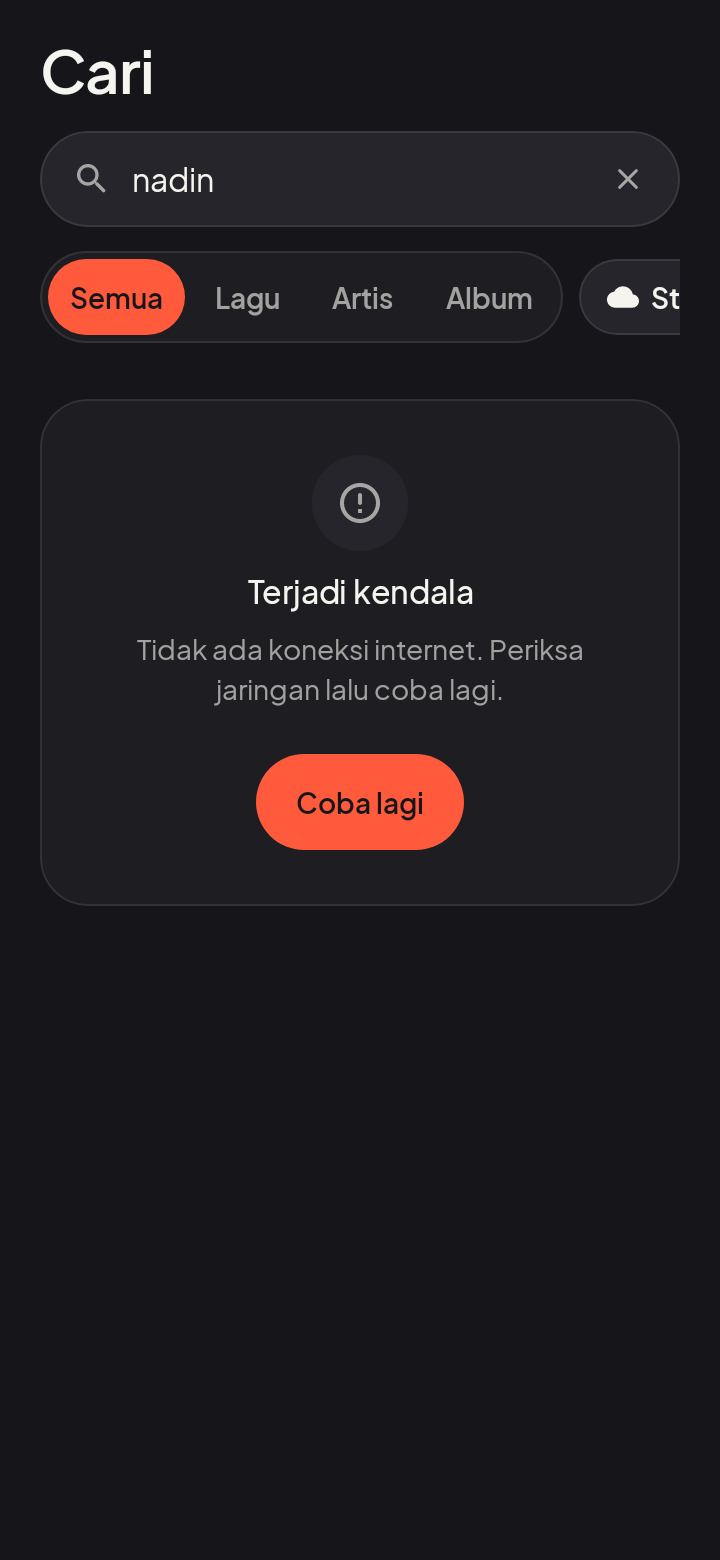 Cari
nadin
Semua Lagu Artis Album St
Terjadi kendala
Tidak ada koneksi internet. Periksa
jaringan lalu coba lagi.
Coba lagi